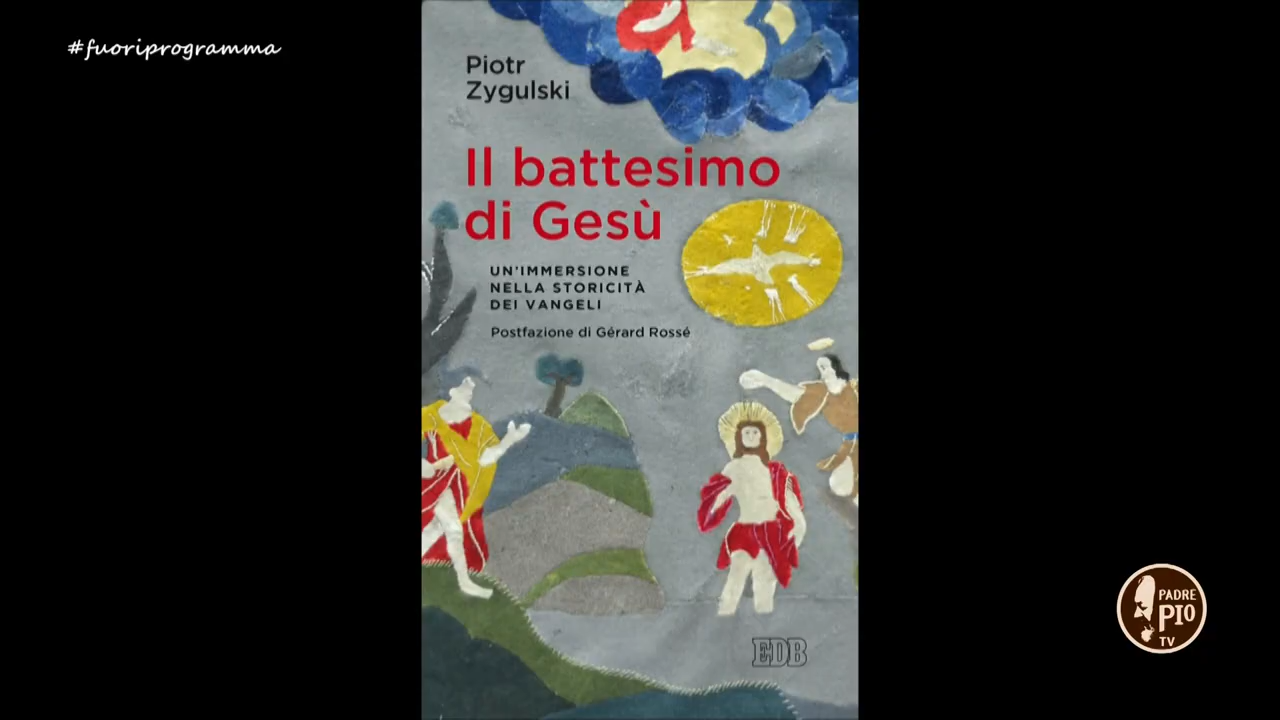 #fuoriprogramma
Piotr
Zygulski
Il battesimo
di Gesù
UN'IMMERSIONE
NELLA STORICITÀ
DEI VANGELI
Postfazione di Gérard Rossé
EDB
PADRE
PIO
TV